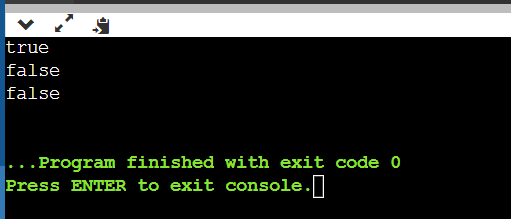 true
false
false
...Program finished with exit code 0
Press ENTER to exit console.